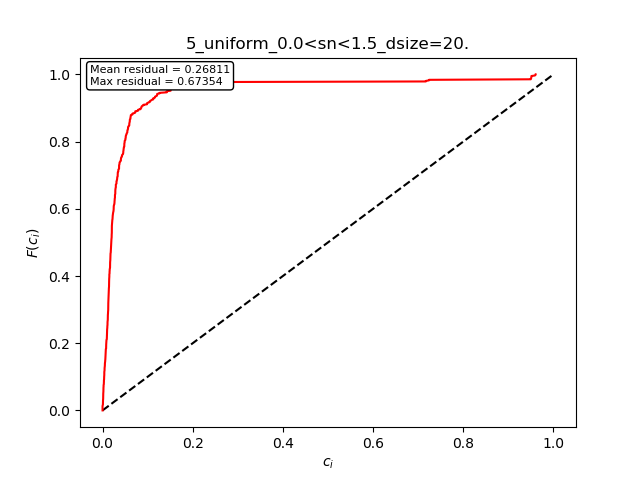 5_uniform_0.0<sn<1.5_dsize=20.
Mean residual = 0.26811
Max residual = 0.67354
1.0
0.8
0.6
0.4
0.2
0.0
F(c_i)
0.0 0.2 0.4 0.6 0.8 1.0
c_i